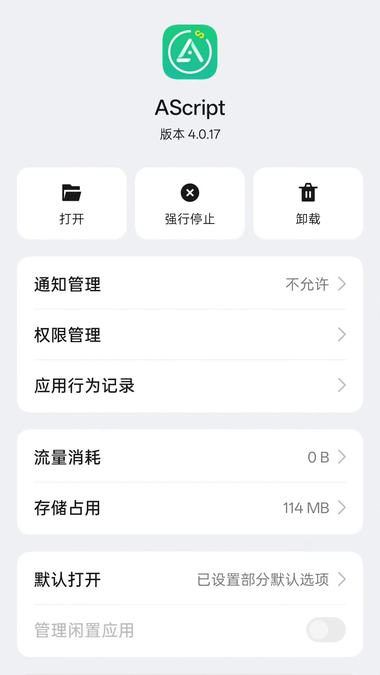 AScript
版本 4.0.17
打开
强行停止
卸载
通知管理 不允许
权限管理
应用行为记录
流量消耗 0 B
存储占用 114 MB
默认打开 已设置部分默认选项
管理闲置应用